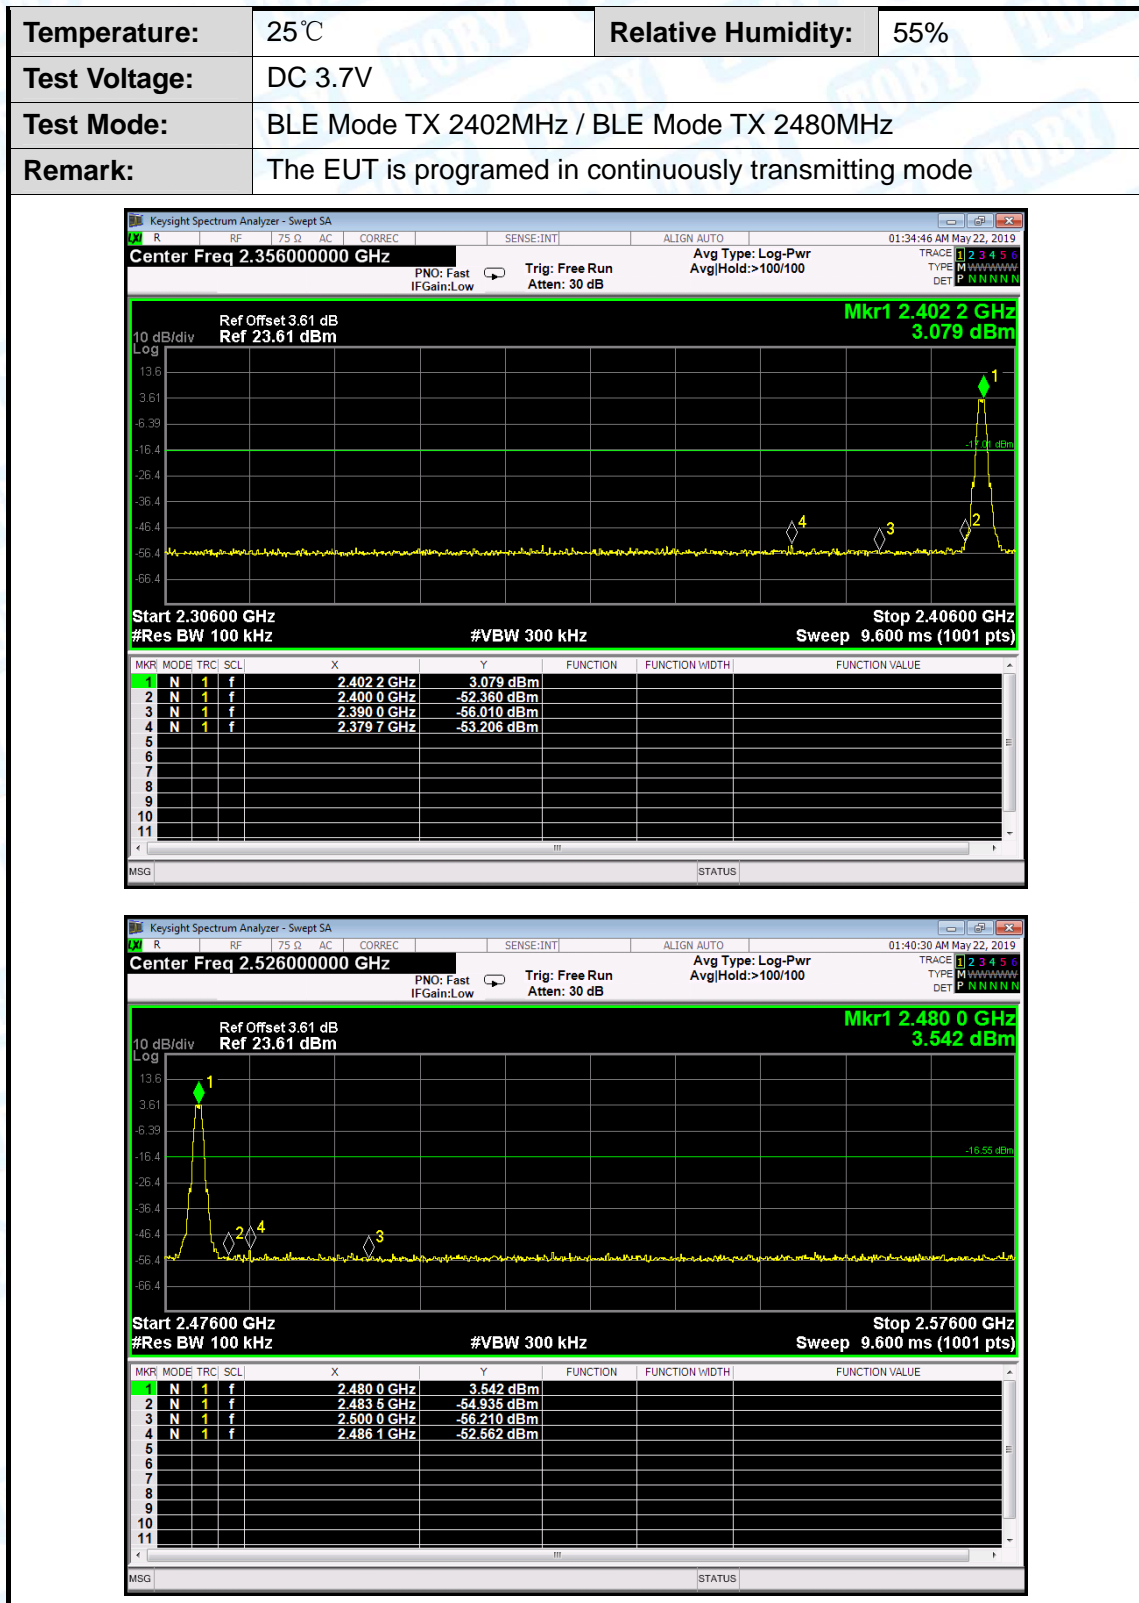 Temperature: 25℃ Relative Humidity: 55%
Test Voltage: DC 3.7V
Test Mode: BLE Mode TX 2402MHz / BLE Mode TX 2480MHz
Remark: The EUT is programed in continuously transmitting mode
Keysight Spectrum Analyzer - Swept SA
LXI R RF 75 Ω AC CORREC SENSE:INT ALIGN AUTO 01:34:46 AM May 22, 2019
Center Freq 2.356000000 GHz Avg Type: Log-Pwr TRACE 1 2 3 4 5 6
PNO: Fast Trig: Free Run Avg|Hold:>100/100 TYPE M WWWWW
IFGain:Low Atten: 30 dB DET P N N N N N
Mkr1 2.402 2 GHz
Ref Offset 3.61 dB
10 dB/div Ref 23.61 dBm 3.079 dBm
Log
13.6
1
3.61
-6.39
-17.01 dBm
-16.4
-26.4
-36.4
-46.4
4 3 2
-56.4
-66.4
Start 2.30600 GHz Stop 2.40600 GHz
#Res BW 100 kHz #VBW 300 kHz Sweep 9.600 ms (1001 pts)
MKR MODE TRC SCL X Y FUNCTION FUNCTION WIDTH FUNCTION VALUE
1 N 1 f 2.402 2 GHz 3.079 dBm
2 N 1 f 2.400 0 GHz -52.360 dBm
3 N 1 f 2.390 0 GHz -56.010 dBm
4 N 1 f 2.379 7 GHz -53.206 dBm
5
6
7
8
9
10
11
MSG STATUS
Keysight Spectrum Analyzer - Swept SA
LXI R RF 75 Ω AC CORREC SENSE:INT ALIGN AUTO 01:40:30 AM May 22, 2019
Center Freq 2.526000000 GHz Avg Type: Log-Pwr TRACE 1 2 3 4 5 6
PNO: Fast Trig: Free Run Avg|Hold:>100/100 TYPE M WWWWW
IFGain:Low Atten: 30 dB DET P N N N N N
Mkr1 2.480 0 GHz
Ref Offset 3.61 dB
10 dB/div Ref 23.61 dBm 3.542 dBm
Log
13.6
1
3.61
-6.39
-16.55 dBm
-16.4
-26.4
-36.4
-46.4
2 4 3
-56.4
-66.4
Start 2.47600 GHz Stop 2.57600 GHz
#Res BW 100 kHz #VBW 300 kHz Sweep 9.600 ms (1001 pts)
MKR MODE TRC SCL X Y FUNCTION FUNCTION WIDTH FUNCTION VALUE
1 N 1 f 2.480 0 GHz 3.542 dBm
2 N 1 f 2.483 5 GHz -54.935 dBm
3 N 1 f 2.500 0 GHz -56.210 dBm
4 N 1 f 2.486 1 GHz -52.562 dBm
5
6
7
8
9
10
11
MSG STATUS